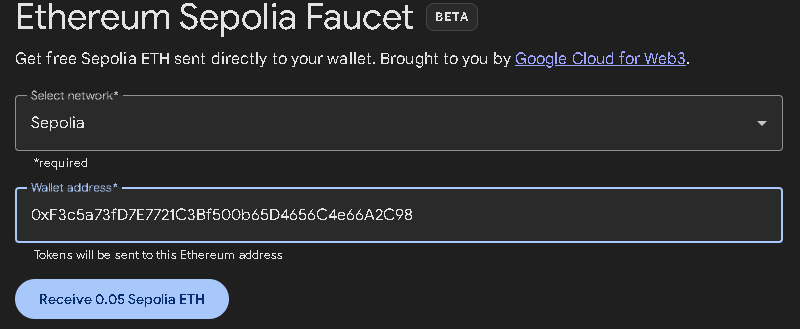 Ethereum Sepolia Faucet BETA
Get free Sepolia ETH sent directly to your wallet. Brought to you by Google Cloud for Web3.
Select network*
Sepolia
*required
Wallet address*
0xF3c5a73fD7E7721C3Bf500b65D4656C4e66A2C98
Tokens will be sent to this Ethereum address
Receive 0.05 Sepolia ETH